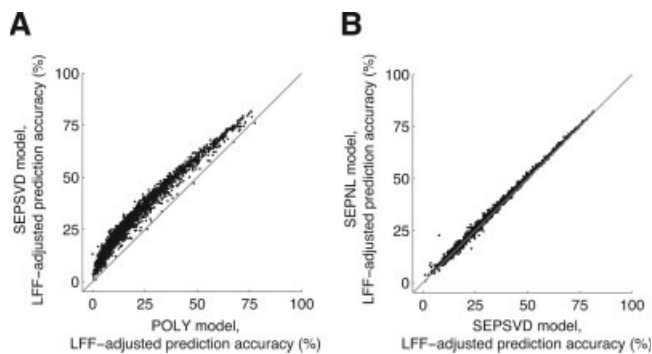 A
SEPSVD model,
LFF-adjusted prediction accuracy (%)
100
75
50
25
0
0 25 50 75 100
POLY model,
LFF-adjusted prediction accuracy (%)
B
SEPNL model,
LFF-adjusted prediction accuracy (%)
100
75
50
25
0
0 25 50 75 100
SEPSVD model,
LFF-adjusted prediction accuracy (%)